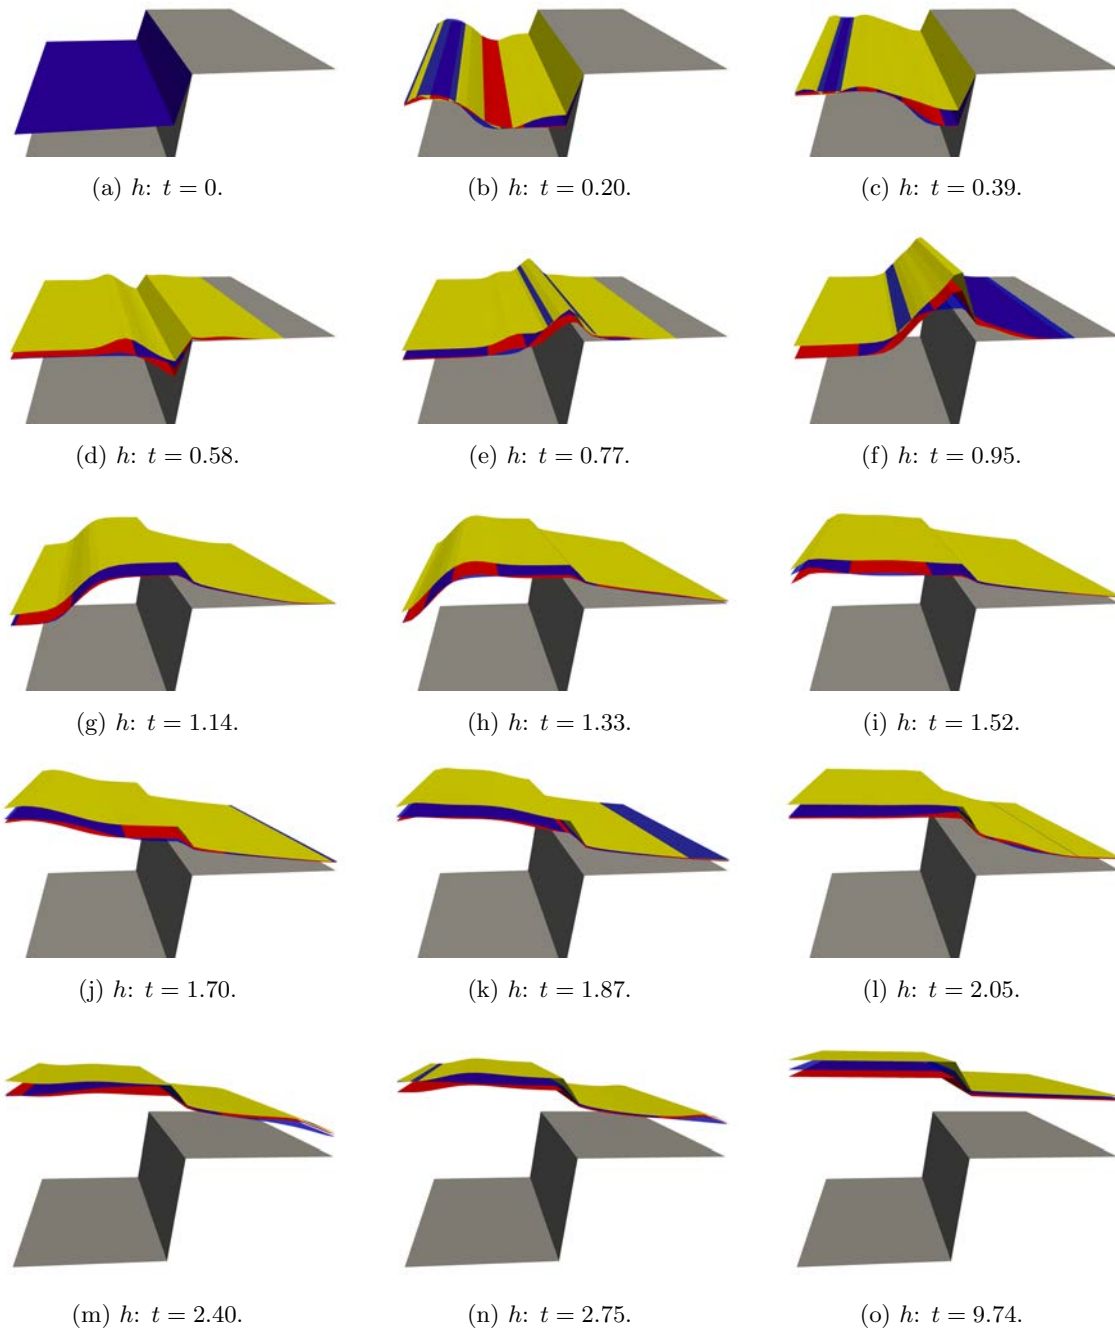 (a) h: t = 0.
(b) h: t = 0.20.
(c) h: t = 0.39.
(d) h: t = 0.58.
(e) h: t = 0.77.
(f) h: t = 0.95.
(g) h: t = 1.14.
(h) h: t = 1.33.
(i) h: t = 1.52.
(j) h: t = 1.70.
(k) h: t = 1.87.
(l) h: t = 2.05.
(m) h: t = 2.40.
(n) h: t = 2.75.
(o) h: t = 9.74.